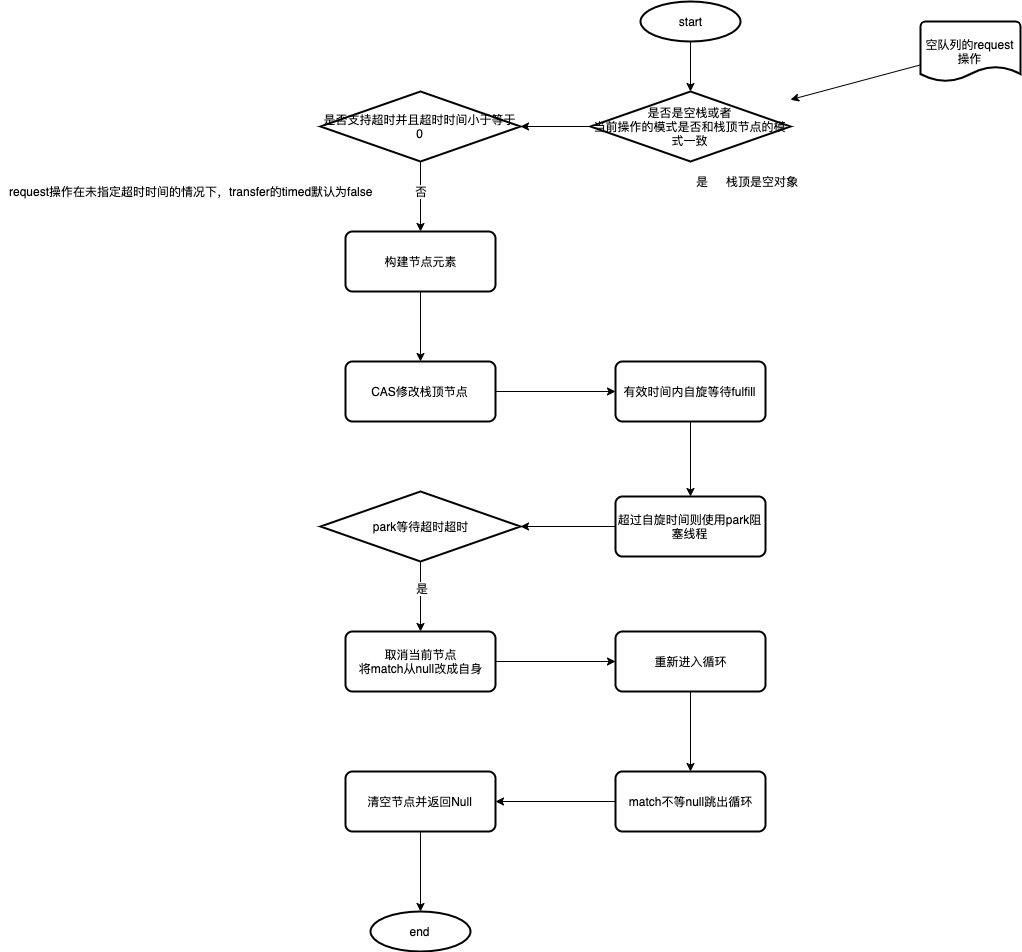 start
空队列的request
操作
是否是空栈或者
当前操作的模式是否和栈顶节点的模
式一致
是否支持超时并且超时时间小于等于
0
是 栈顶是空对象
request操作在未指定超时时间的情况下，transfer的timed默认为false
否
构建节点元素
CAS修改栈顶节点
有效时间内自旋等待fulfill
超过自旋时间则使用park阻
塞线程
park等待超时超时
是
取消当前节点
将match从null改成自身
重新进入循环
清空节点并返回Null
match不等null跳出循环
end